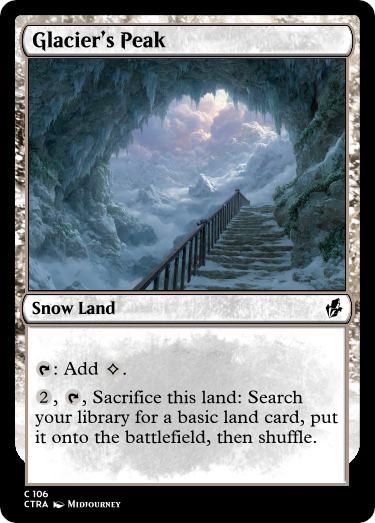 Glacier's Peak
Snow Land
: Add .
2, , Sacrifice this land: Search
your library for a basic land card, put
it onto the battlefield, then shuffle.
C 106
CTRA Midjourney